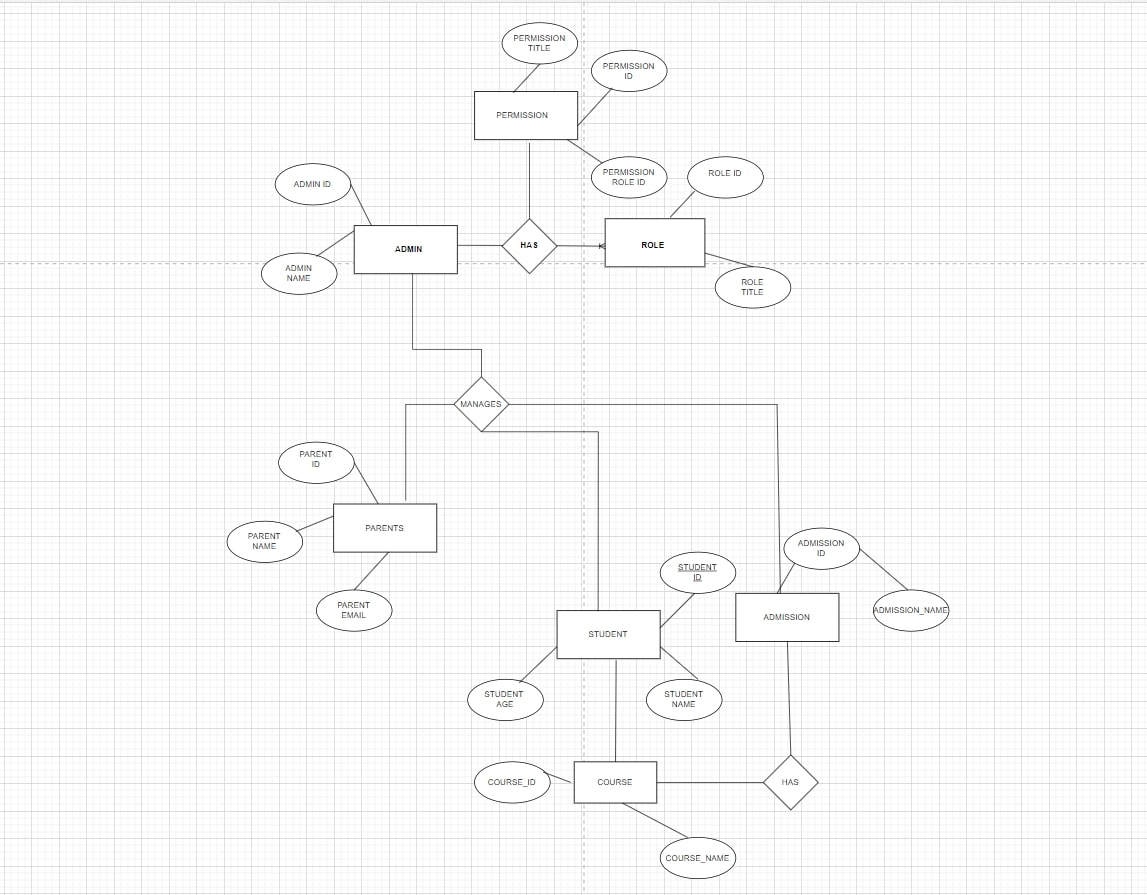 PERMISSION
TITLE
PERMISSION
ID
PERMISSION
PERMISSION
ROLE ID
ROLE ID
ADMIN ID
ADMIN
HAS
ROLE
ADMIN
NAME
ROLE
TITLE
MANAGES
PARENT
ID
PARENTS
PARENT
NAME
PARENT
EMAIL
ADMISSION
ID
STUDENT
ID
ADMISSION_NAME
ADMISSION
STUDENT
STUDENT
AGE
STUDENT
NAME
COURSE_ID
COURSE
HAS
COURSE_NAME